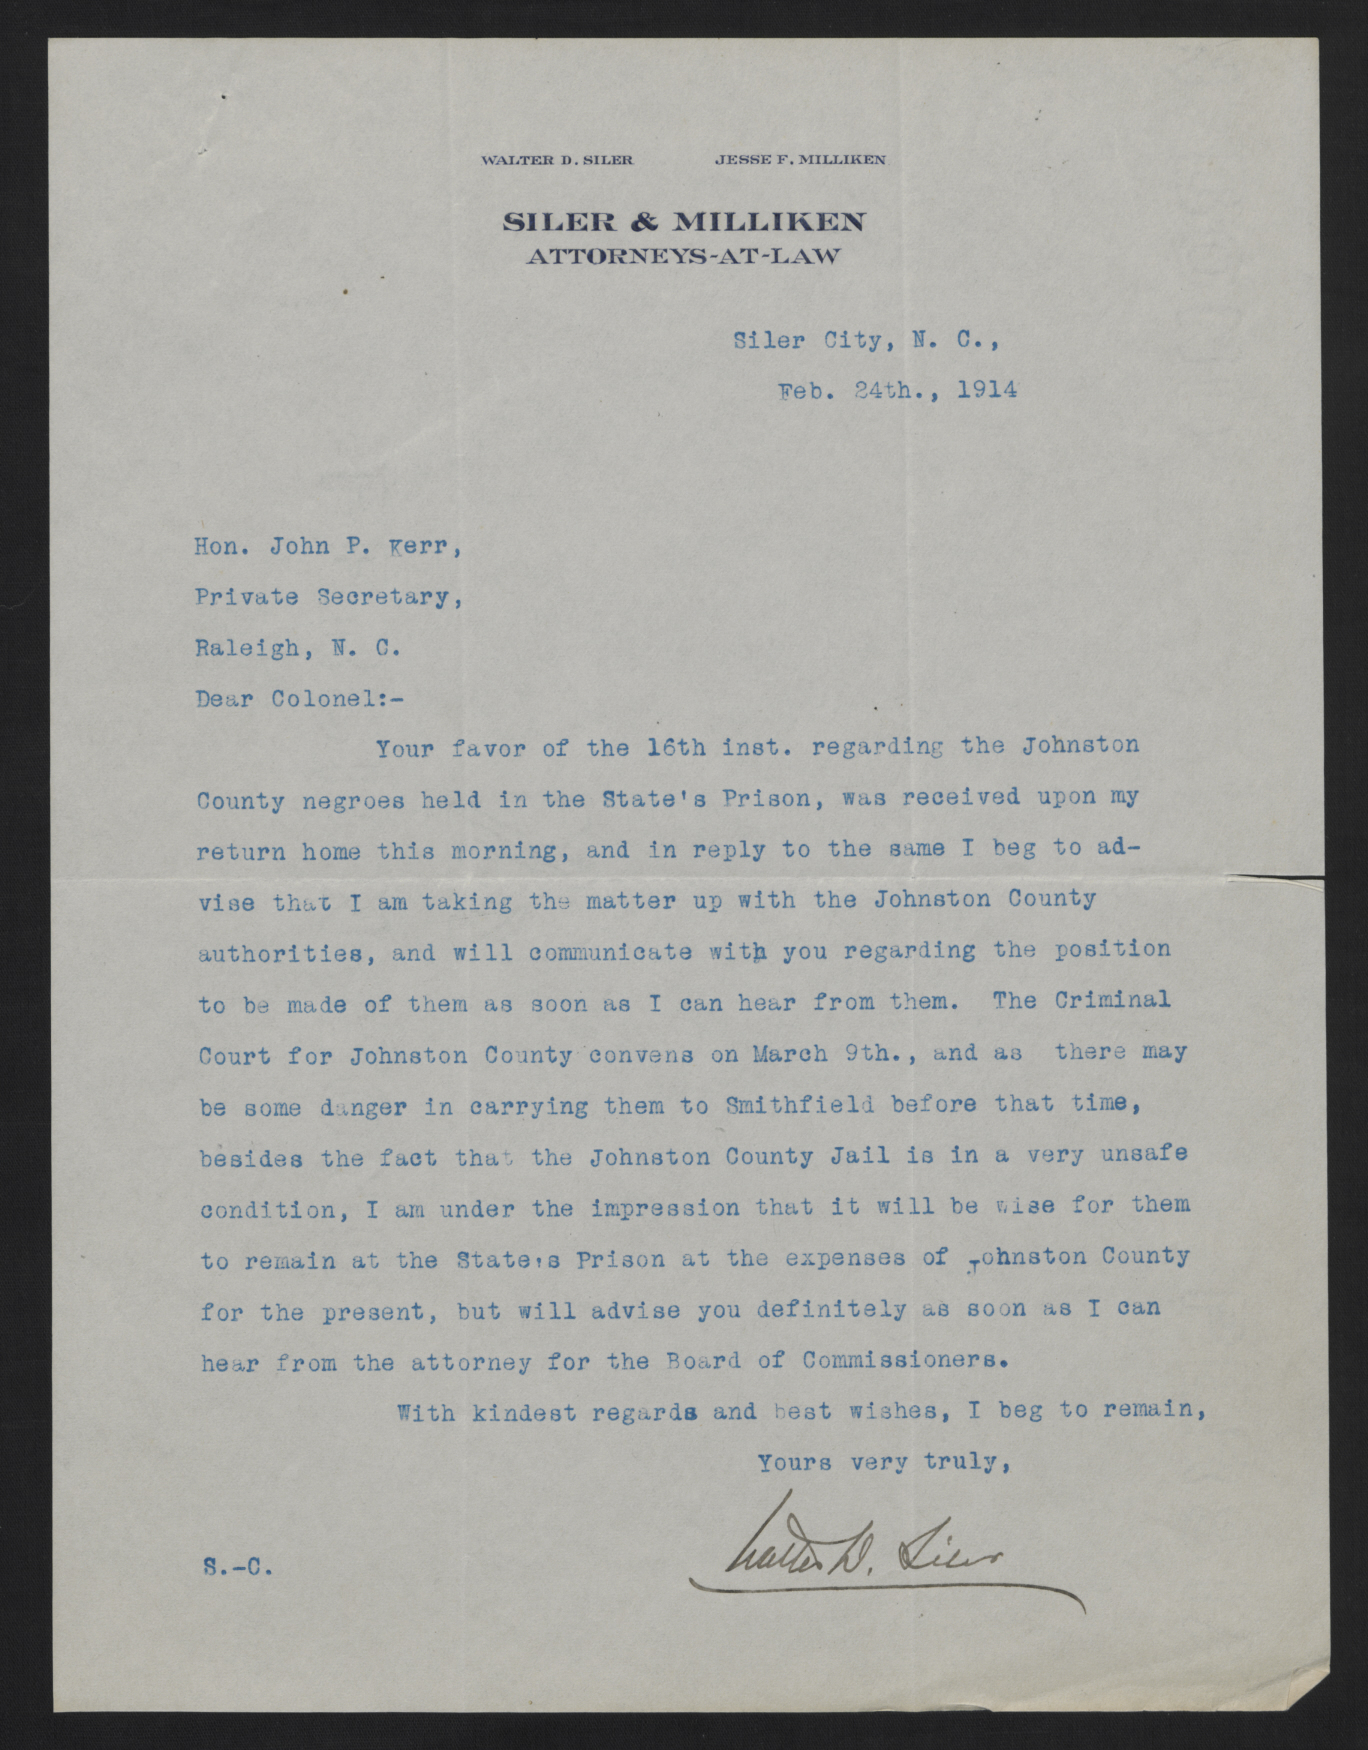 WALTER D. SILER JESSE F. MILLIKEN
SILER & MILLIKEN
ATTORNEYS-AT-LAW
Siler City, N. C.,
Feb. 24th., 1914
Hon. John P. Kerr,
Private Secretary,
Raleigh, N. C.
Dear Colonel:-
Your favor of the 16th inst. regarding the Johnston
County negroes held in the State's Prison, was received upon my
return home this morning, and in reply to the same I beg to ad-
vise that I am taking the matter up with the Johnston County
authorities, and will communicate with you regarding the position
to be made of them as soon as I can hear from them. The Criminal
Court for Johnston County convens on March 9th., and as there may
be some danger in carrying them to Smithfield before that time,
besides the fact that the Johnston County Jail is in a very unsafe
condition, I am under the impression that it will be wise for them
to remain at the State's Prison at the expenses of Johnston County
for the present, but will advise you definitely as soon as I can
hear from the attorney for the Board of Commissioners.
With kindest regards and best wishes, I beg to remain,
Yours very truly,
Walter D. Siler
S.-C.